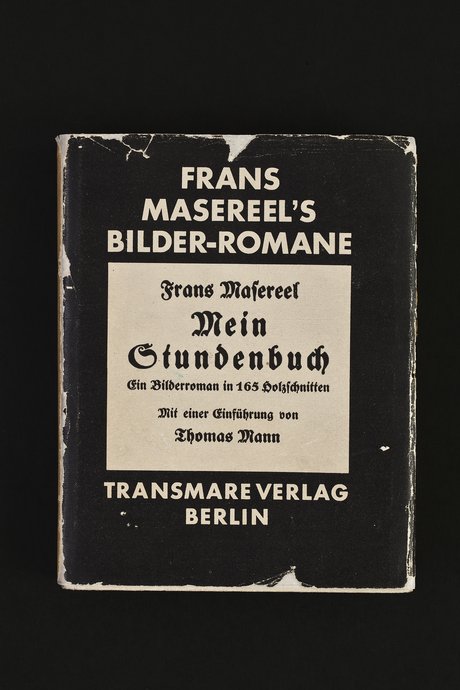 FRANS
MASEREEL'S
BILDER-ROMANE
Frans Masereel
Mein
Stundenbuch
Ein Bilderroman in 165 Holzschnitten
Mit einer Einführung von
Thomas Mann
TRANSMARE VERLAG
BERLIN